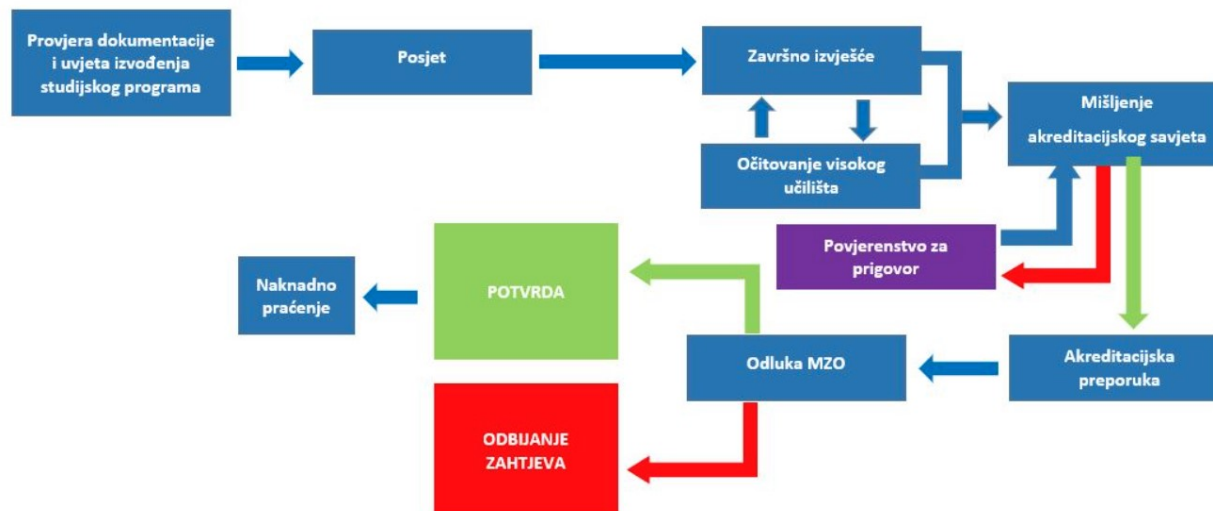 Provjera dokumentacije
i uvjeta izvođenja
studijskog programa
Posjet
Završno izvješće
Mišljenje
akreditacijskog savjeta
Očitovanje visokog
učilišta
Povjerenstvo za
prigovor
Naknadno
praćenje
POTVRDA
Odluka MZO
Akreditacijska
preporuka
ODBIJANJE
ZAHTJEVA